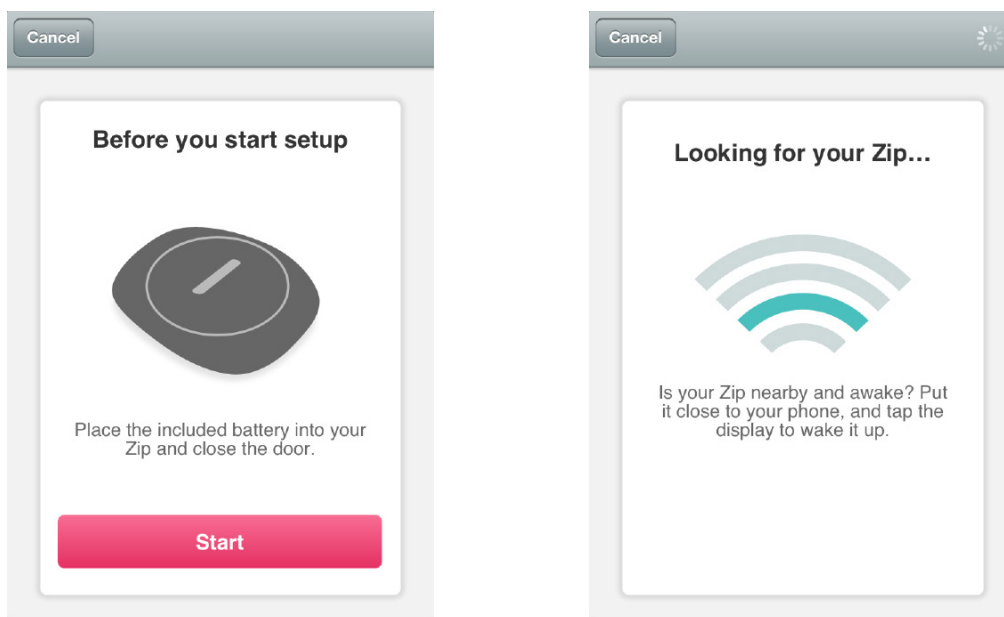 Cancel
Before you start setup
Place the included battery into your
Zip and close the door.
Start
Cancel
Looking for your Zip...
Is your Zip nearby and awake? Put
it close to your phone, and tap the
display to wake it up.